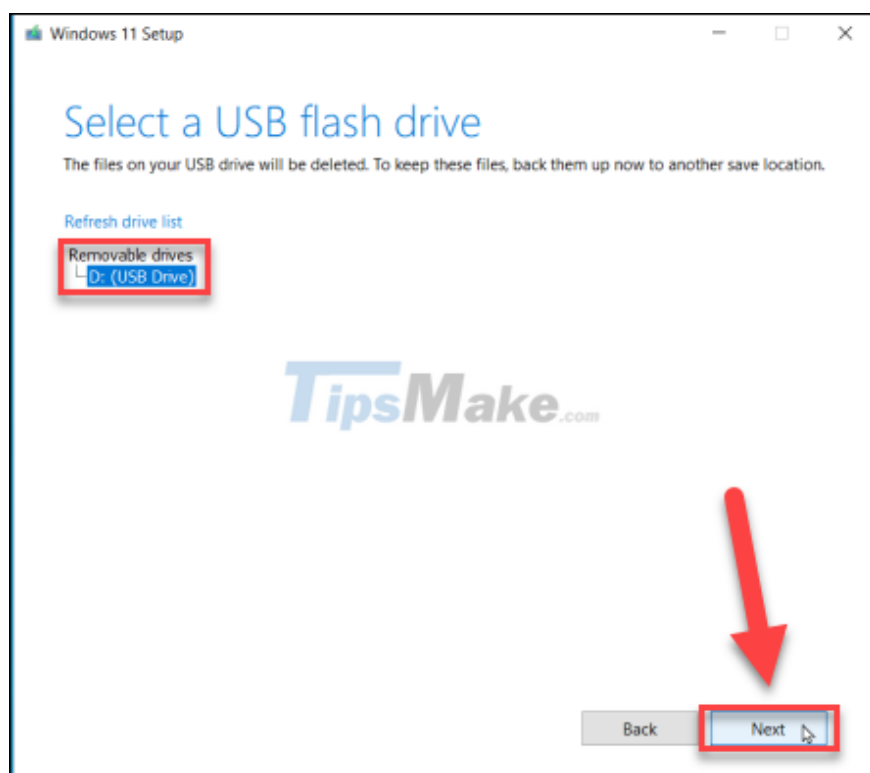 Windows 11 Setup
Select a USB flash drive
The files on your USB drive will be deleted. To keep these files, back them up now to another save location.
Refresh drive list
Removable drives
D: (USB Drive)
TipsMake.com
Back
Next